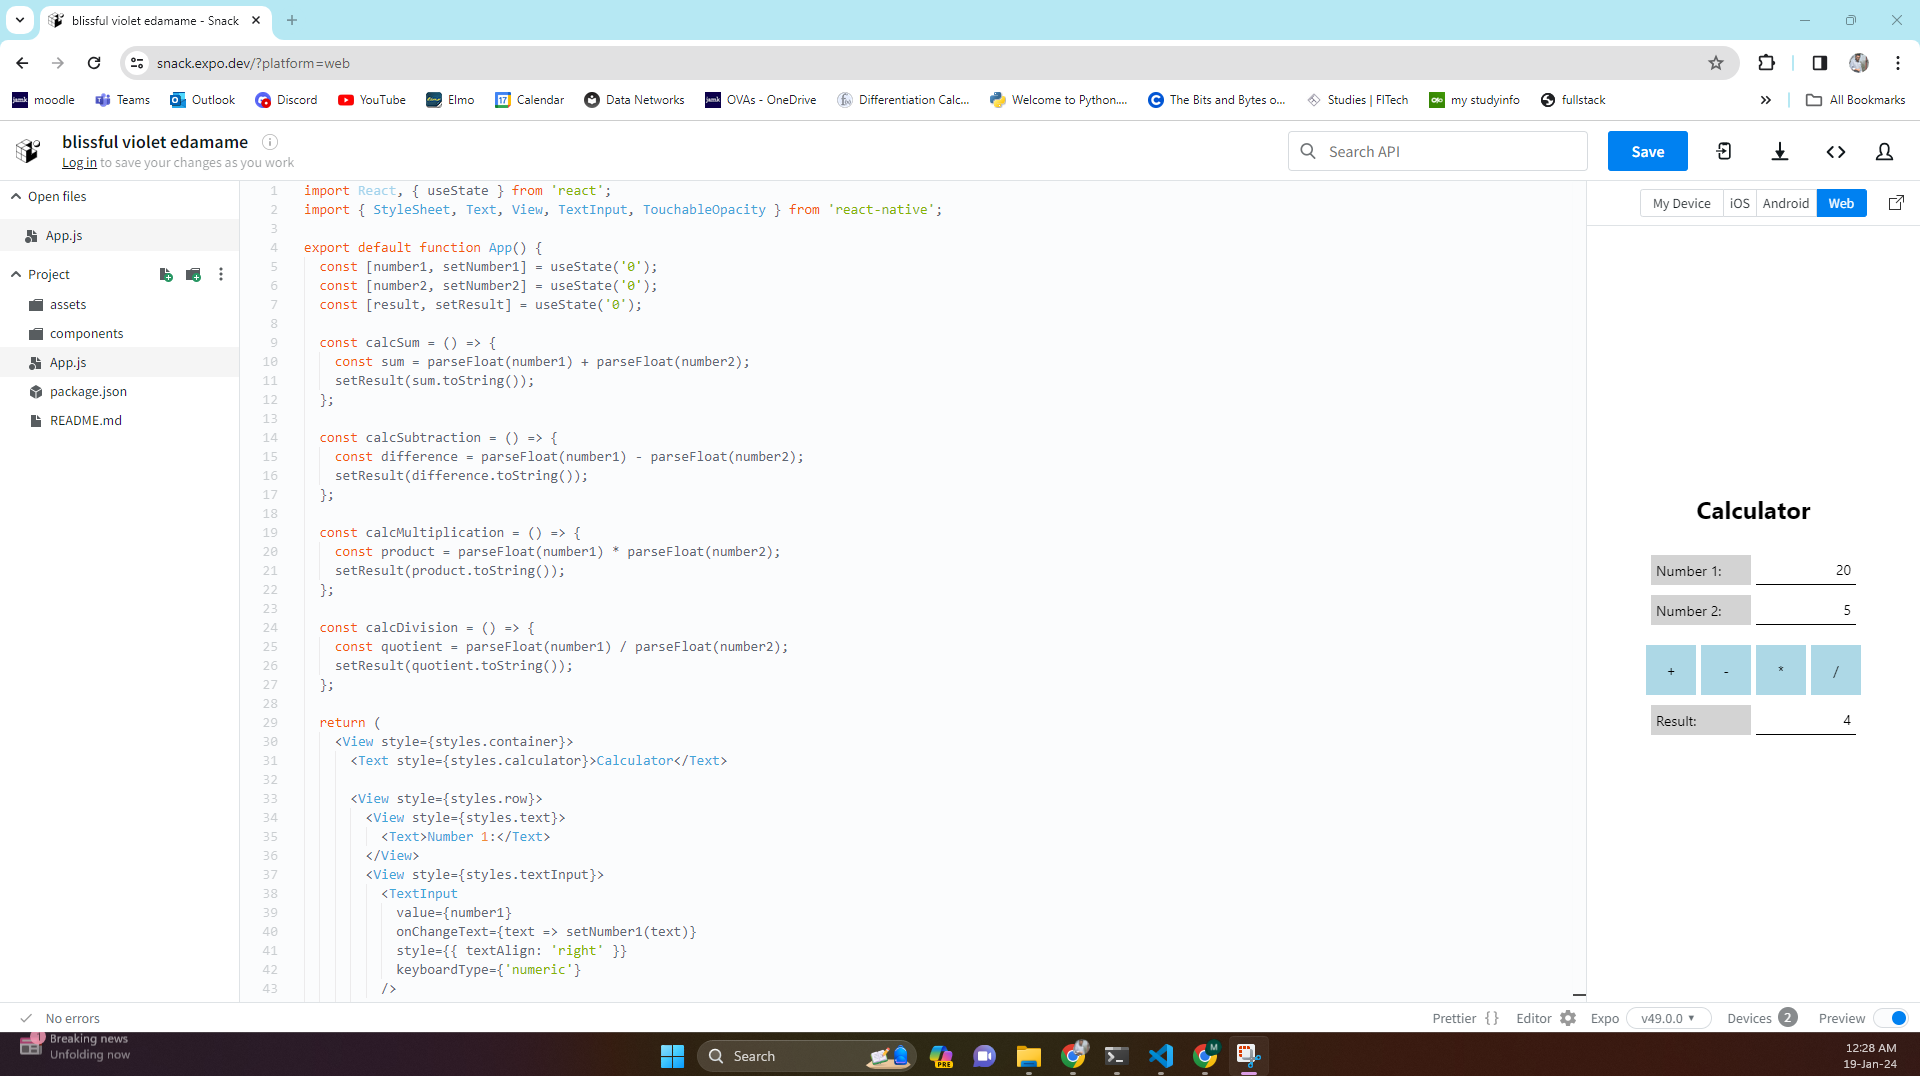 blissful violet edamame - Snack
snack.expo.dev/?platform=web
moodle Teams Outlook Discord YouTube Elmo Calendar Data Networks OVAs - OneDrive Differentiation Calc... Welcome to Python.... The Bits and Bytes o... Studies | FITech my studyinfo fullstack All Bookmarks
blissful violet edamame
Log in to save your changes as you work
Search API
Save
Open files
App.js
Project
assets
components
App.js
package.json
README.md
1 import React, { useState } from 'react';
2 import { StyleSheet, Text, View, TextInput, TouchableOpacity } from 'react-native';
3
4 export default function App() {
5 const [number1, setNumber1] = useState('0');
6 const [number2, setNumber2] = useState('0');
7 const [result, setResult] = useState('0');
8
9 const calcSum = () => {
10 const sum = parseFloat(number1) + parseFloat(number2);
11 setResult(sum.toString());
12 };
13
14 const calcSubtraction = () => {
15 const difference = parseFloat(number1) - parseFloat(number2);
16 setResult(difference.toString());
17 };
18
19 const calcMultiplication = () => {
20 const product = parseFloat(number1) * parseFloat(number2);
21 setResult(product.toString());
22 };
23
24 const calcDivision = () => {
25 const quotient = parseFloat(number1) / parseFloat(number2);
26 setResult(quotient.toString());
27 };
28
29 return (
30 <View style={styles.container}>
31 <Text style={styles.calculator}>Calculator</Text>
32
33 <View style={styles.row}>
34 <View style={styles.text}>
35 <Text>Number 1:</Text>
36 </View>
37 <View style={styles.textInput}>
38 <TextInput
39 value={number1}
40 onChangeText={text => setNumber1(text)}
41 style={{ textAlign: 'right' }}
42 keyboardType={'numeric'}
43 />
My Device iOS Android Web
Calculator
Number 1: 20
Number 2: 5
+ - * /
Result: 4
No errors
Prettier {} Editor Expo v49.0.0 Devices 2 Preview
1
Breaking news
Unfolding now
Search
PRE
M
12:28 AM
19-Jan-24